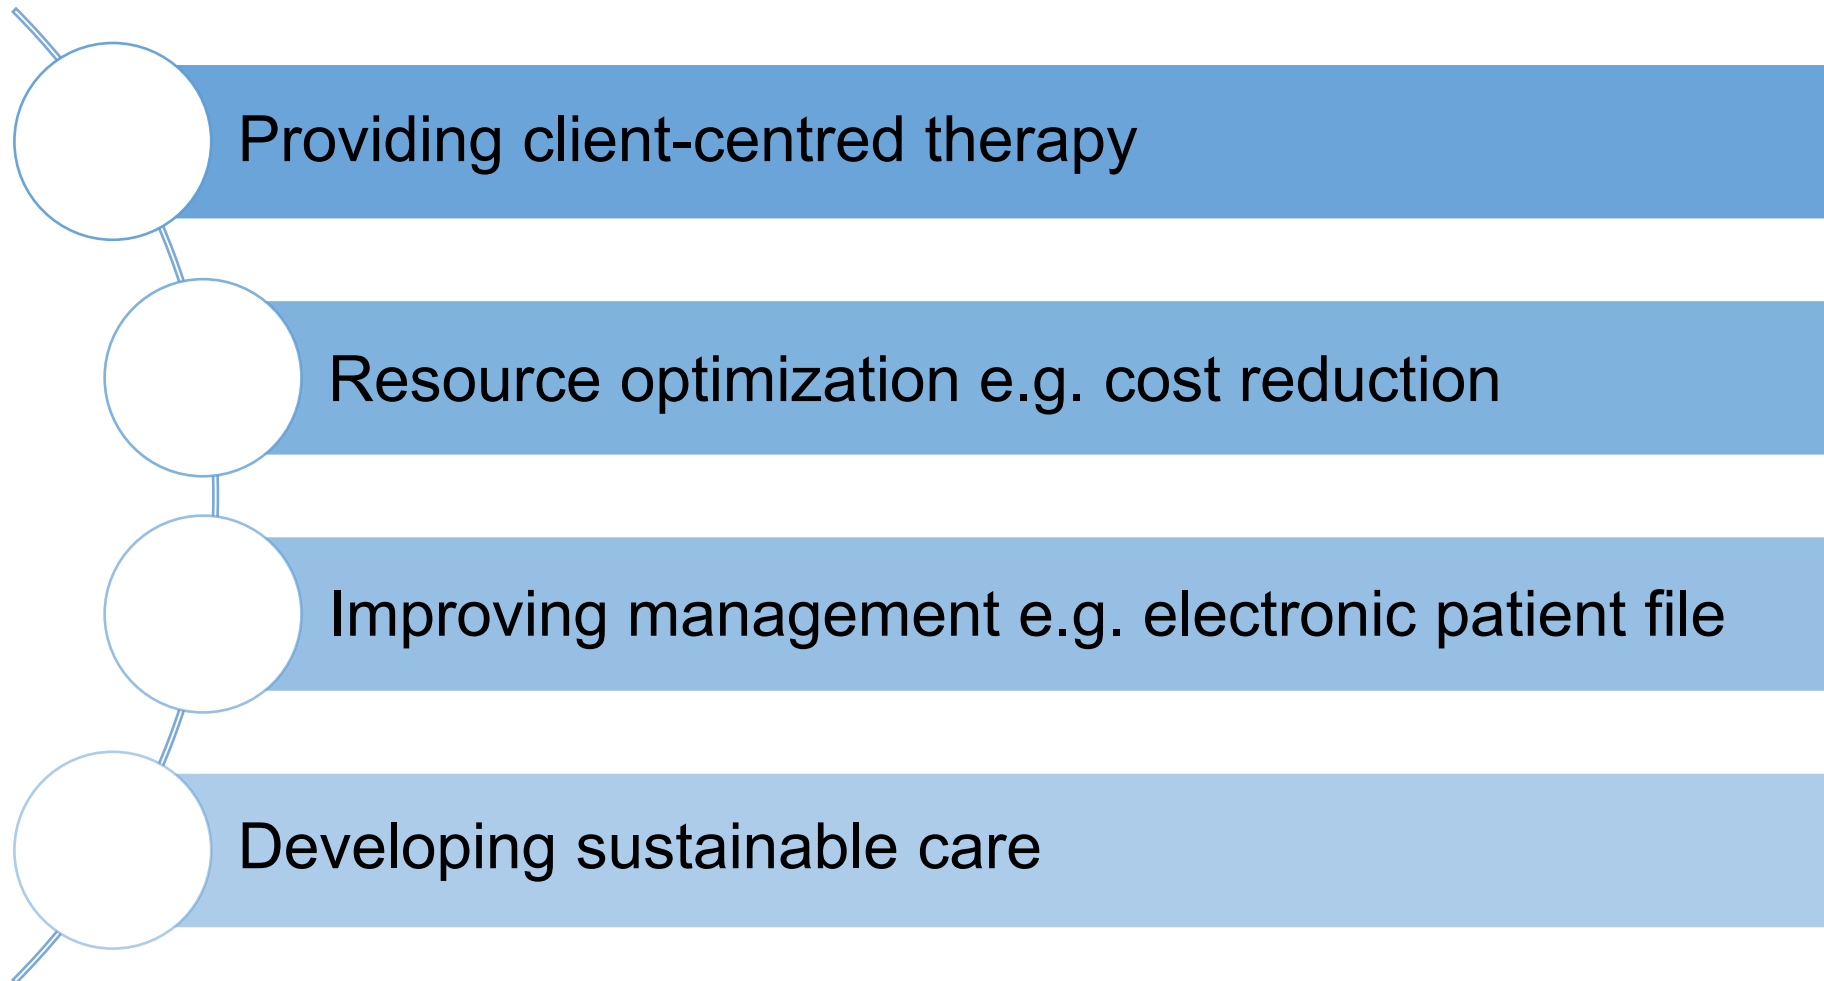 Providing client-centred therapy
Resource optimization e.g. cost reduction
Improving management e.g. electronic patient file
Developing sustainable care